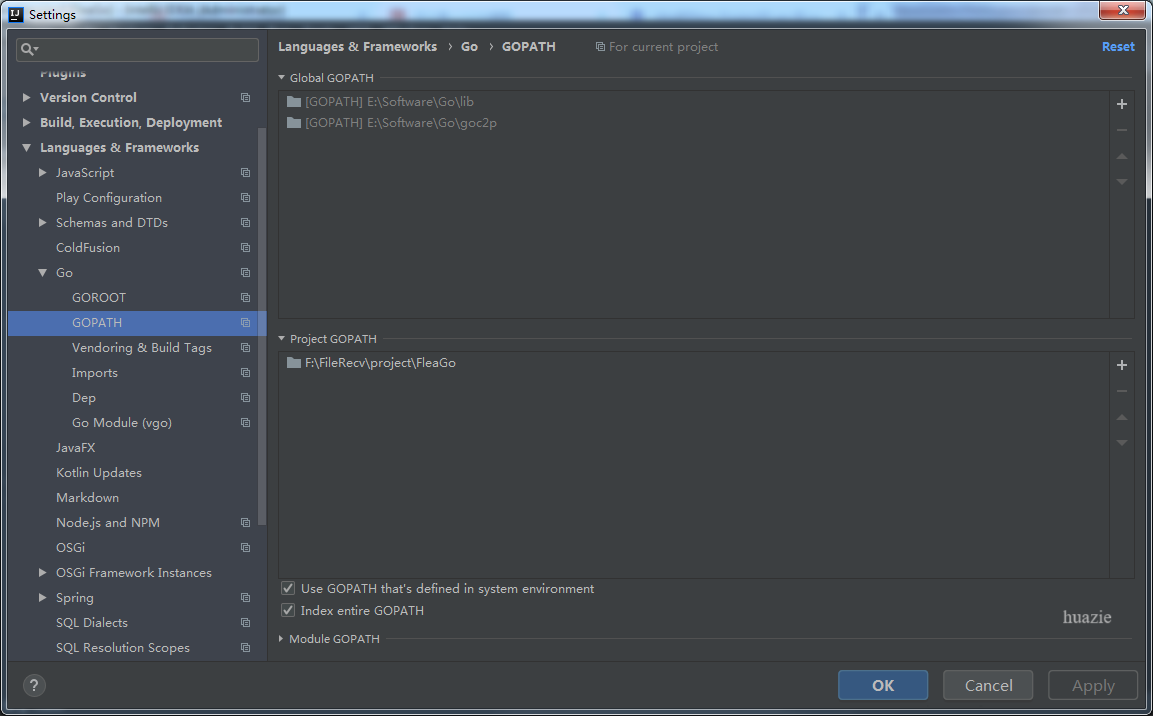 Settings
Plugins
Version Control
Build, Execution, Deployment
Languages & Frameworks
JavaScript
Play Configuration
Schemas and DTDs
ColdFusion
Go
GOROOT
GOPATH
Vendoring & Build Tags
Imports
Dep
Go Module (vgo)
JavaFX
Kotlin Updates
Markdown
Node.js and NPM
OSGi
OSGi Framework Instances
Spring
SQL Dialects
SQL Resolution Scopes
Languages & Frameworks › Go › GOPATH For current project Reset
Global GOPATH
[GOPATH] E:\Software\Go\lib
[GOPATH] E:\Software\Go\goc2p
Project GOPATH
F:\FileRecv\project\FleaGo
Use GOPATH that's defined in system environment
Index entire GOPATH
huazie
Module GOPATH
? OK Cancel Apply